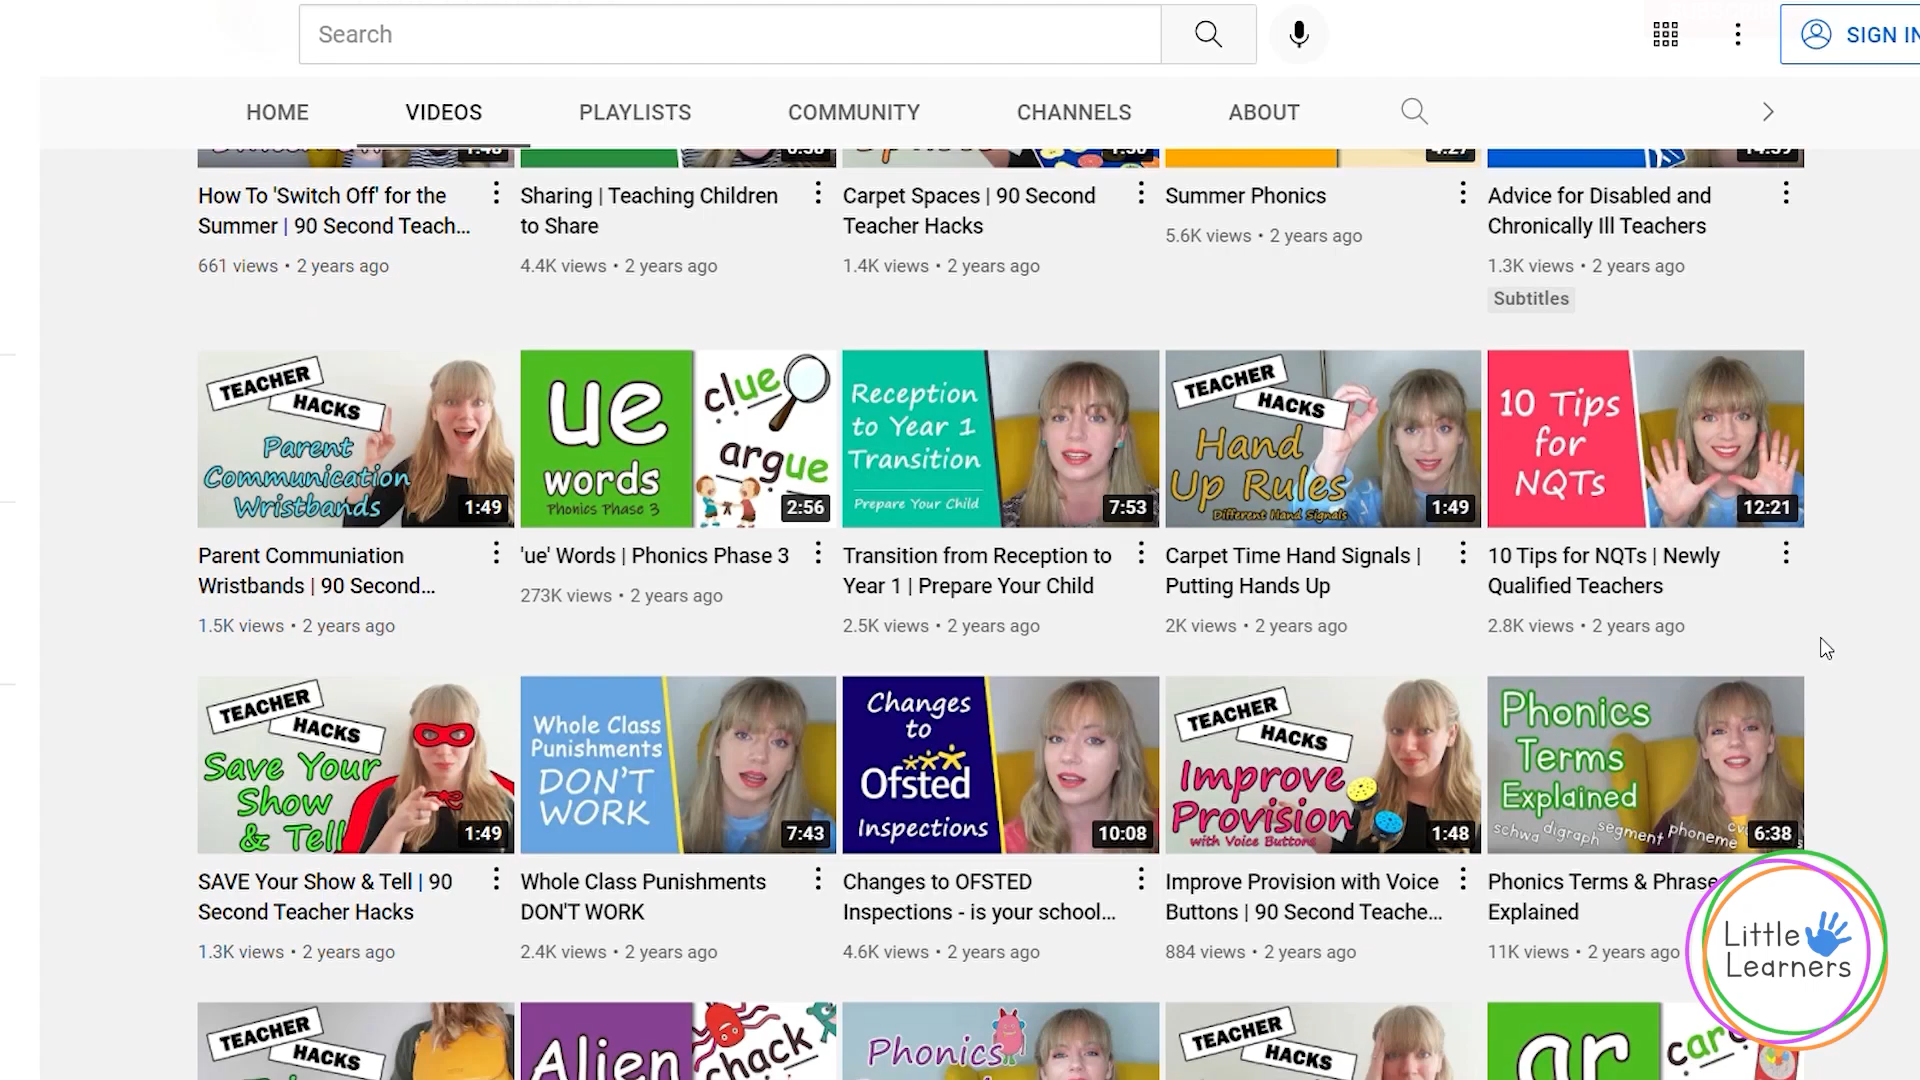 Search
SIGN IN
HOME VIDEOS PLAYLISTS COMMUNITY CHANNELS ABOUT
How To 'Switch Off' for the
Summer | 90 Second Teach...
661 views • 2 years ago
Sharing | Teaching Children
to Share
4.4K views • 2 years ago
Carpet Spaces | 90 Second
Teacher Hacks
1.4K views • 2 years ago
Summer Phonics
5.6K views • 2 years ago
Advice for Disabled and
Chronically Ill Teachers
1.3K views • 2 years ago
Subtitles
TEACHER
HACKS
Parent
Communication
Wristbands
1:49
ue
words
Phonics Phase 3
clue
argue
2:56
Reception
to Year 1
Transition
Prepare Your Child
7:53
TEACHER
HACKS
Hand
Up Rules
Different Hand Signals
1:49
10 Tips
for
NQTs
12:21
Parent Communiation
Wristbands | 90 Second...
1.5K views • 2 years ago
'ue' Words | Phonics Phase 3
273K views • 2 years ago
Transition from Reception to
Year 1 | Prepare Your Child
2.5K views • 2 years ago
Carpet Time Hand Signals |
Putting Hands Up
2K views • 2 years ago
10 Tips for NQTs | Newly
Qualified Teachers
2.8K views • 2 years ago
TEACHER
HACKS
Save Your
Show
& Tell
1:49
Whole Class
Punishments
DON'T
WORK
7:43
Changes
to
Ofsted
Inspections
10:08
TEACHER
HACKS
Improve
Provision
with Voice Buttons
1:48
Phonics
Terms
Explained
schwa digraph segment phoneme
6:38
SAVE Your Show & Tell | 90
Second Teacher Hacks
1.3K views • 2 years ago
Whole Class Punishments
DON'T WORK
2.4K views • 2 years ago
Changes to OFSTED
Inspections - is your school...
4.6K views • 2 years ago
Improve Provision with Voice
Buttons | 90 Second Teache...
884 views • 2 years ago
Phonics Terms & Phrase
Explained
11K views • 2 years ago
Little
Learners
TEACHER
HACKS
Alien
chack
Phonics
TEACHER
HACKS
ar
car